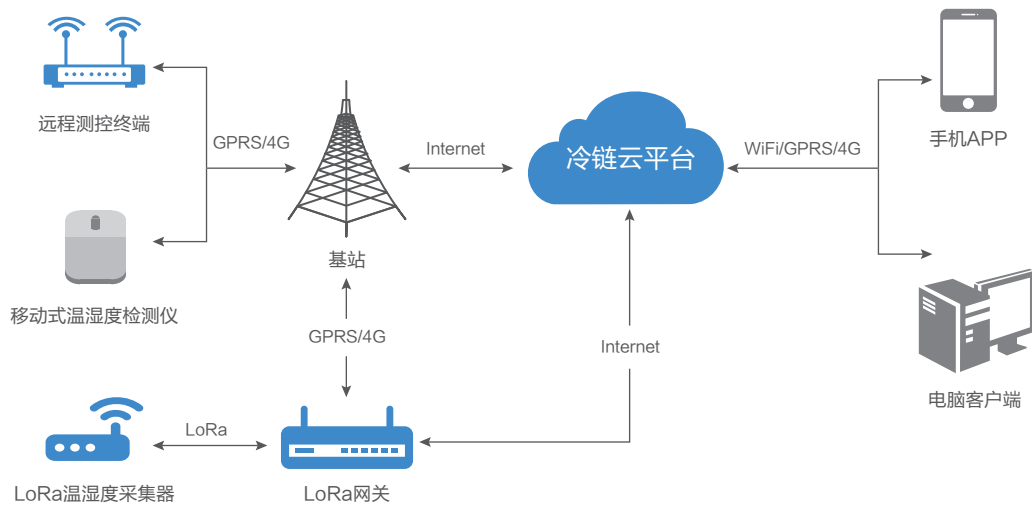 远程测控终端
GPRS/4G
Internet
冷链云平台
WiFi/GPRS/4G
手机APP
基站
移动式温湿度检测仪
GPRS/4G
Internet
电脑客户端
LoRa
LoRa温湿度采集器
LoRa网关